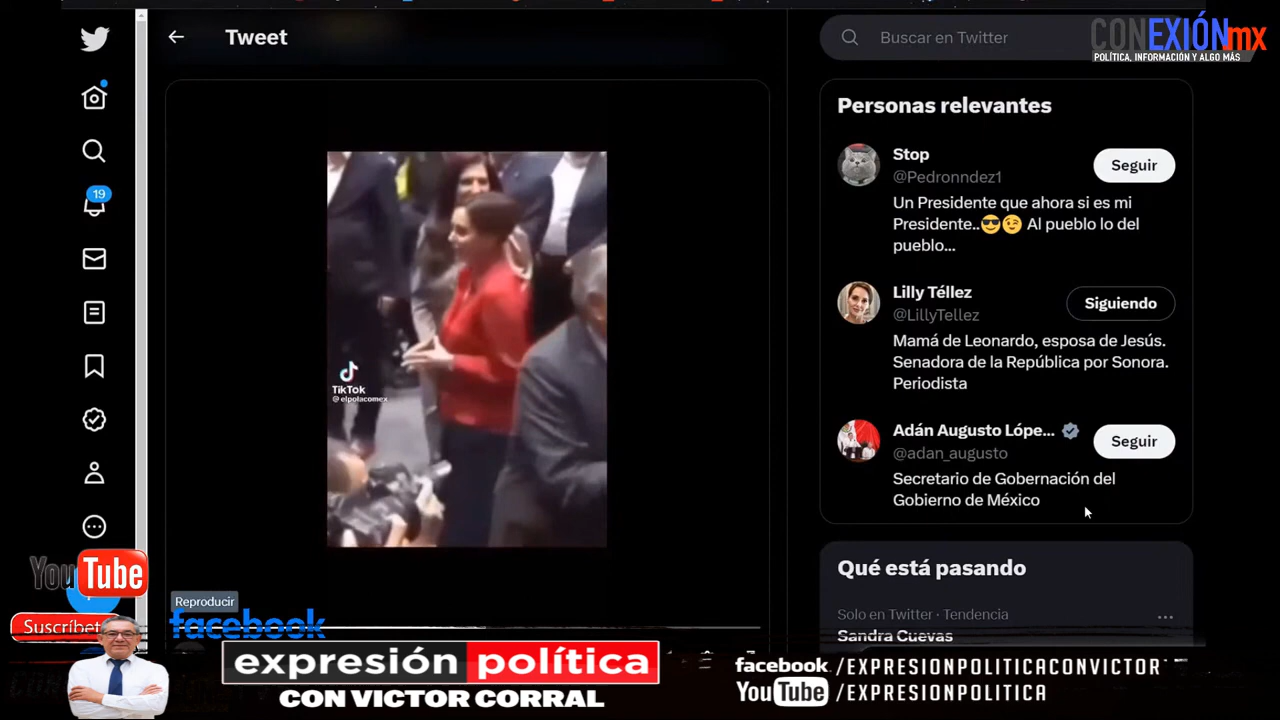 Tweet
Buscar en Twitter
CONEXIÓNmx
POLÍTICA, INFORMACIÓN Y ALGO MÁS
Personas relevantes
Stop
@Pedronndez1
Seguir
Un Presidente que ahora si es mi
Presidente..😎😉 Al pueblo lo del
pueblo...
Lilly Téllez
@LillyTellez
Siguiendo
Mamá de Leonardo, esposa de Jesús.
Senadora de la República por Sonora.
Periodista
Adán Augusto Lópe...
@adan_augusto
Seguir
Secretario de Gobernación del
Gobierno de México
Qué está pasando
Solo en Twitter · Tendencia
Sandra Cuevas
19
TikTok
@elpolacomex
YouTube
Suscríbet
Reproducir
facebook
expresión política
CON VICTOR CORRAL
facebook /EXPRESIONPOLITICACONVICTOR
YouTube /EXPRESIONPOLITICA